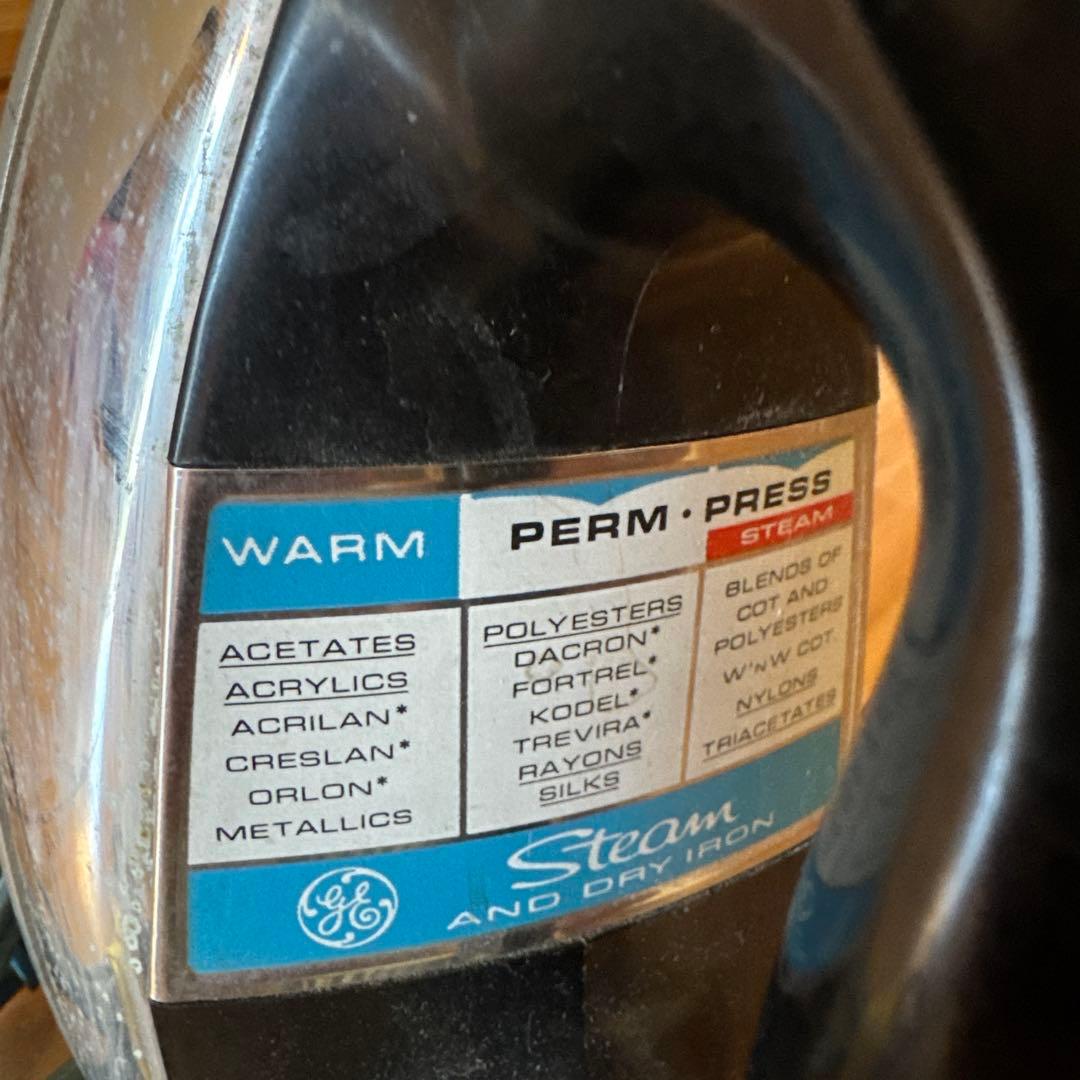 WARM
PERM · PRESS
STEAM
ACETATES
ACRYLICS
ACRILAN*
CRESLAN*
ORLON*
METALLICS
POLYESTERS
DACRON*
FORTREL*
KODEL*
TREVIRA*
RAYONS
SILKS
BLENDS OF
COT. AND
POLYESTERS
W'NW COT.
NYLONS
TRIACETATES
GE
Steam
AND DRY IRON